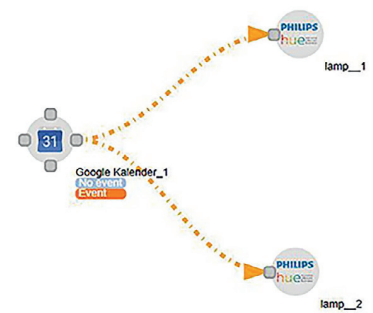 PHILIPS
hue
lamp__1
31
Google Kalender_1
No event
Event
PHILIPS
hue
lamp__2